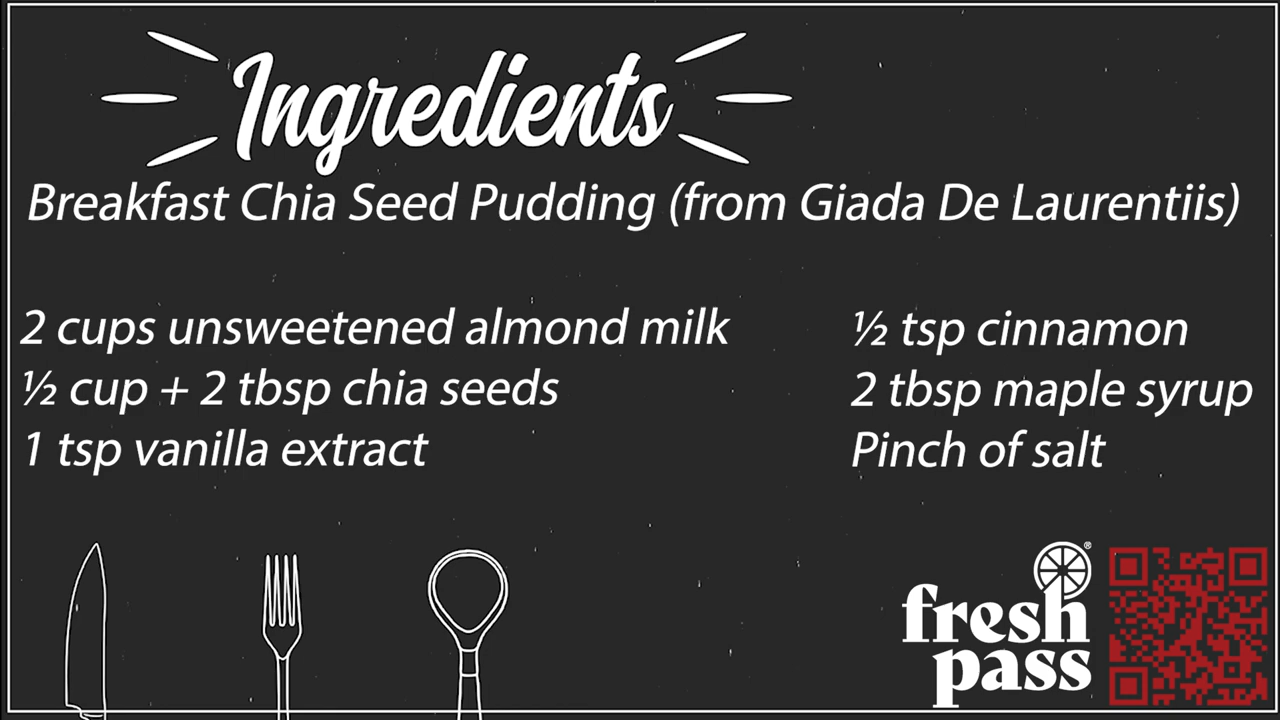 Ingredients
Breakfast Chia Seed Pudding (from Giada De Laurentiis)
2 cups unsweetened almond milk
½ cup + 2 tbsp chia seeds
1 tsp vanilla extract
½ tsp cinnamon
2 tbsp maple syrup
Pinch of salt
fresh®
pass